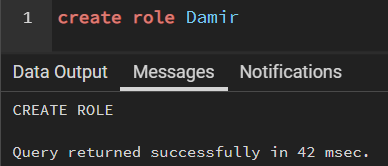 1 create role Damir
Data Output Messages Notifications
CREATE ROLE
Query returned successfully in 42 msec.